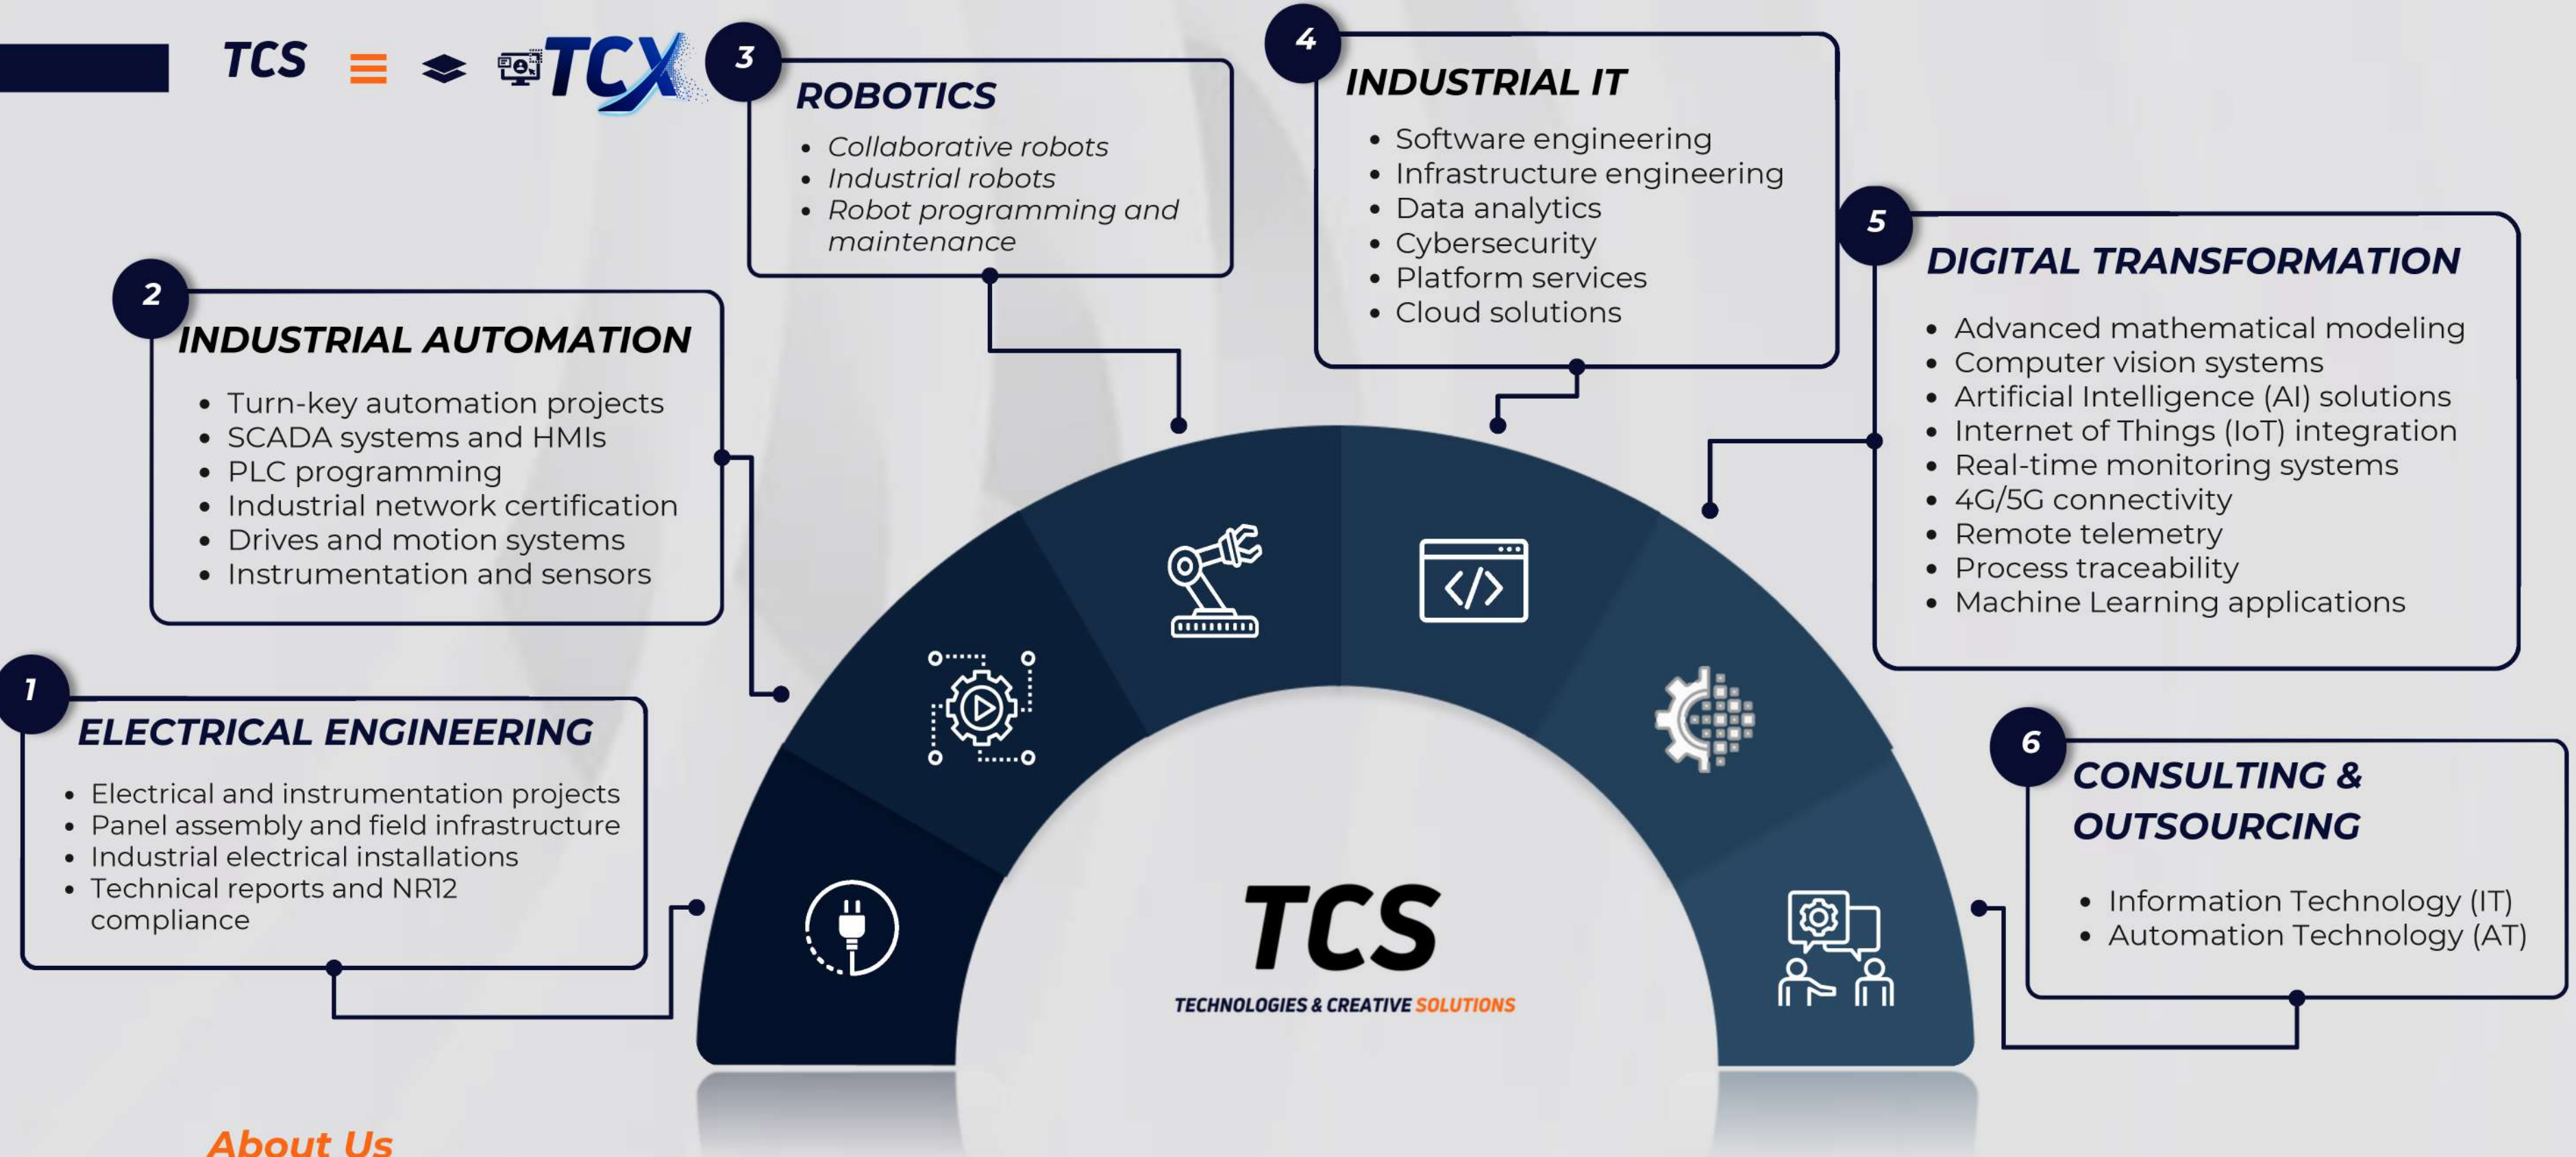 TCS
TCX
3
ROBOTICS
• Collaborative robots
• Industrial robots
• Robot programming and
maintenance
4
INDUSTRIAL IT
• Software engineering
• Infrastructure engineering
• Data analytics
• Cybersecurity
• Platform services
• Cloud solutions
5
DIGITAL TRANSFORMATION
• Advanced mathematical modeling
• Computer vision systems
• Artificial Intelligence (AI) solutions
• Internet of Things (IoT) integration
• Real-time monitoring systems
• 4G/5G connectivity
• Remote telemetry
• Process traceability
• Machine Learning applications
2
INDUSTRIAL AUTOMATION
• Turn-key automation projects
• SCADA systems and HMIs
• PLC programming
• Industrial network certification
• Drives and motion systems
• Instrumentation and sensors
1
ELECTRICAL ENGINEERING
• Electrical and instrumentation projects
• Panel assembly and field infrastructure
• Industrial electrical installations
• Technical reports and NR12
compliance
6
CONSULTING &
OUTSOURCING
• Information Technology (IT)
• Automation Technology (AT)
</>
TCS
TECHNOLOGIES & CREATIVE SOLUTIONS
About Us